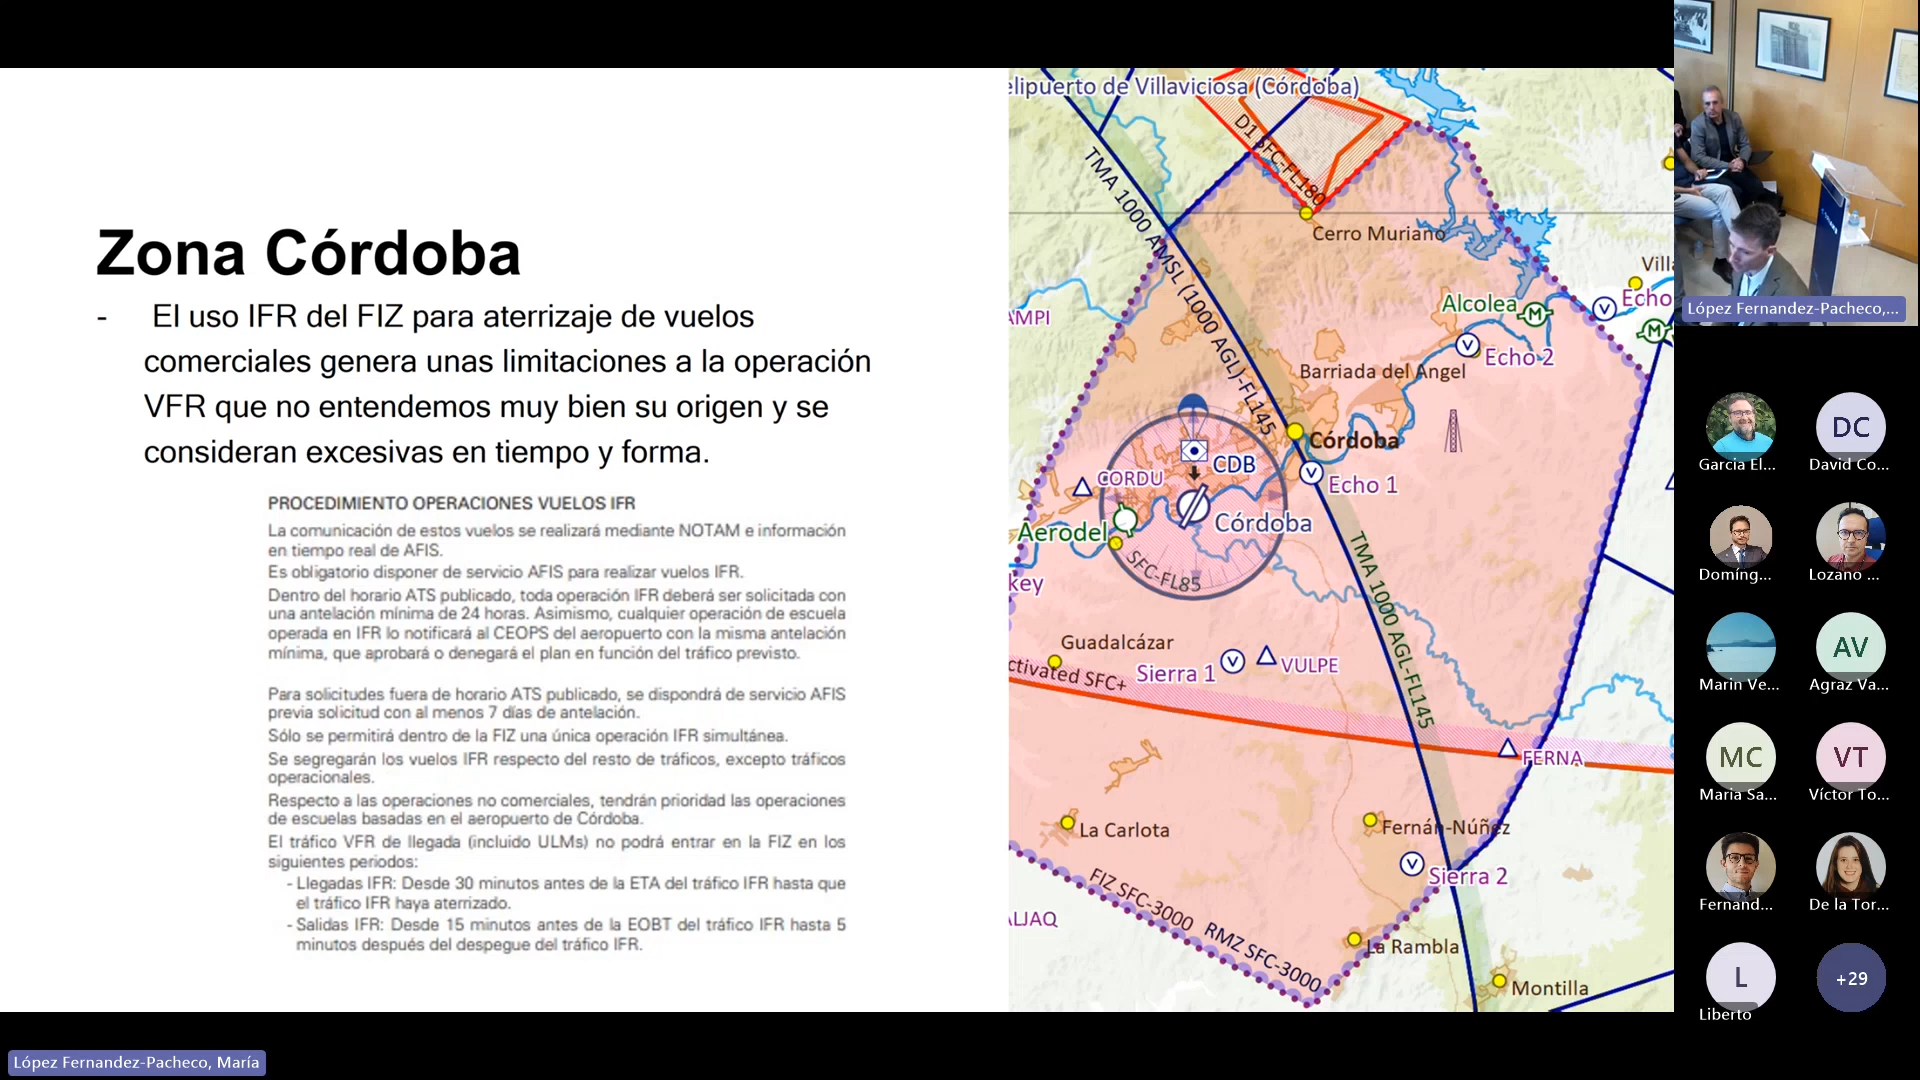 Zona Córdoba
- El uso IFR del FIZ para aterrizaje de vuelos
comerciales genera unas limitaciones a la operación
VFR que no entendemos muy bien su origen y se
consideran excesivas en tiempo y forma.
PROCEDIMIENTO OPERACIONES VUELOS IFR
La comunicación de estos vuelos se realizará mediante NOTAM e información
en tiempo real de AFIS.
Es obligatorio disponer de servicio AFIS para realizar vuelos IFR.
Dentro del horario ATS publicado, toda operación IFR deberá ser solicitada con
una antelación mínima de 24 horas. Asimismo, cualquier operación de escuela
operada en IFR lo notificará al CEOPS del aeropuerto con la misma antelación
mínima, que aprobará o denegará el plan en función del tráfico previsto.
Para solicitudes fuera de horario ATS publicado, se dispondrá de servicio AFIS
previa solicitud con al menos 7 días de antelación.
Sólo se permitirá dentro de la FIZ una única operación IFR simultánea.
Se segregarán los vuelos IFR respecto del resto de tráficos, excepto tráficos
operacionales.
Respecto a las operaciones no comerciales, tendrán prioridad las operaciones
de escuelas basadas en el aeropuerto de Córdoba.
El tráfico VFR de llegada (incluido ULMs) no podrá entrar en la FIZ en los
siguientes periodos:
- Llegadas IFR: Desde 30 minutos antes de la ETA del tráfico IFR hasta que
el tráfico IFR haya aterrizado.
- Salidas IFR: Desde 15 minutos antes de la EOBT del tráfico IFR hasta 5
minutos después del despegue del tráfico IFR.
elipuerto de Villaviciosa (Córdoba)
D1 SFC-FL180
TMA 1000 AMSL (1000 AGL)-FL145
Cerro Muriano
Villa
Echo
Alcolea
M
V
M
AMPI
V
Echo 2
Barriada del Angel
Córdoba
CDB
V
Echo 1
CORDU
Córdoba
Aerodel
SFC-FL85
key
TMA 1000 AGL-FL145
Guadalcázar
Sierra 1
V
VULPE
ctivated SFC+
FERNA
La Carlota
Fernán-Núñez
V
Sierra 2
FIZ SFC-3000 RMZ SFC-3000
ALJAQ
La Rambla
Montilla
López Fernandez-Pacheco,...
DC
García El...
David Co...
Domíng...
Lozano ...
AV
Marin Ve...
Agraz Va...
MC
VT
Maria Sa...
Víctor To...
Fernand...
De la Tor...
L
+29
Liberto
López Fernandez-Pacheco, María